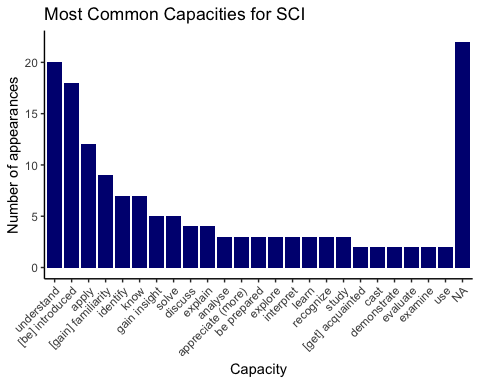 Most Common Capacities for SCI
Number of appearances
20
15
10
5
0
understand
[be] introduced
apply
[gain] familiarity
identify
know
gain insight
solve
discuss
explain
analyse
appreciate (more)
be prepared
explore
interpret
learn
recognize
study
[get] acquainted
cast
demonstrate
evaluate
examine
use
NA
Capacity